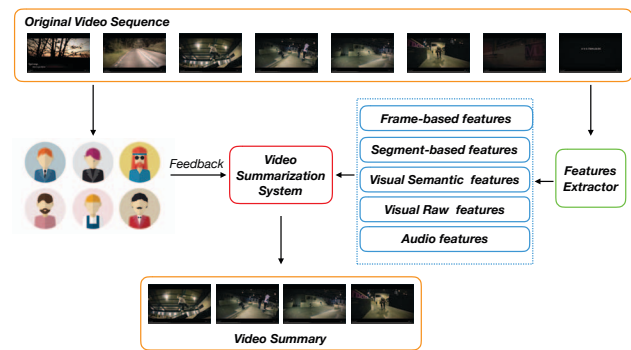 Original Video Sequence
Frame-based features
Segment-based features
Visual Semantic features
Visual Raw features
Audio features
Features
Extractor
Feedback
Video
Summarization
System
Video Summary